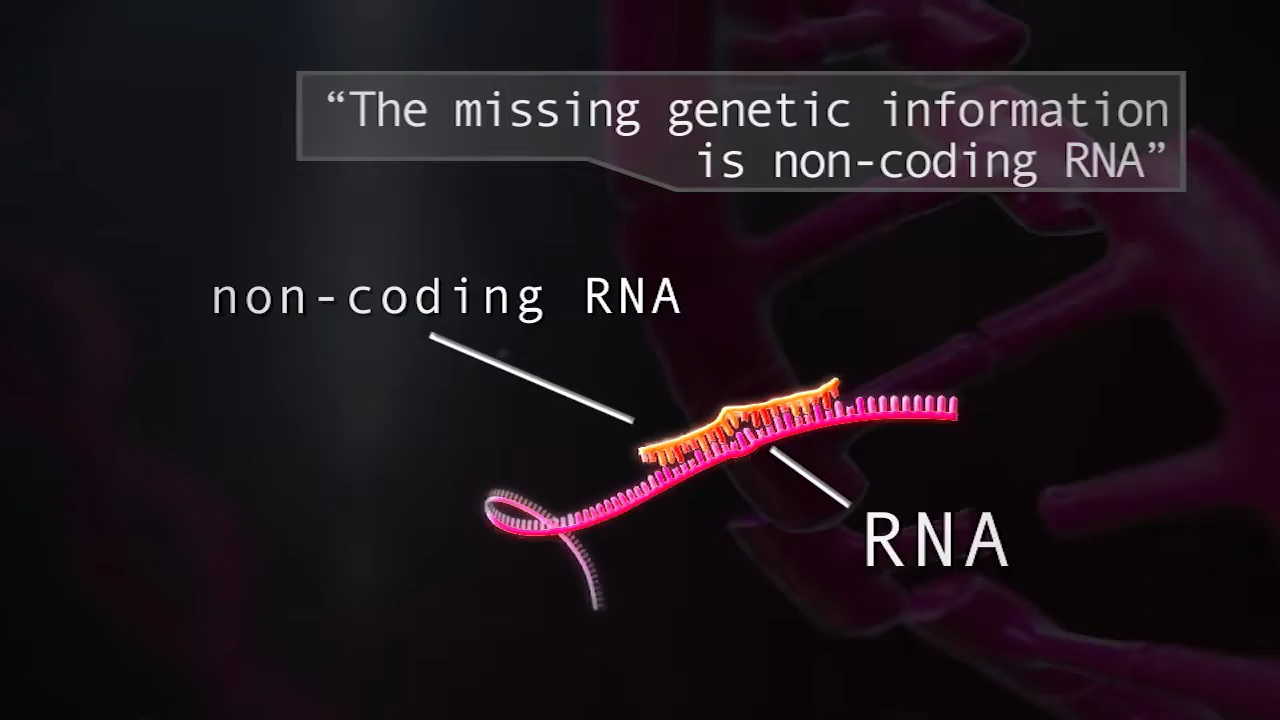 “The missing genetic information
is non-coding RNA”
non-coding RNA
RNA